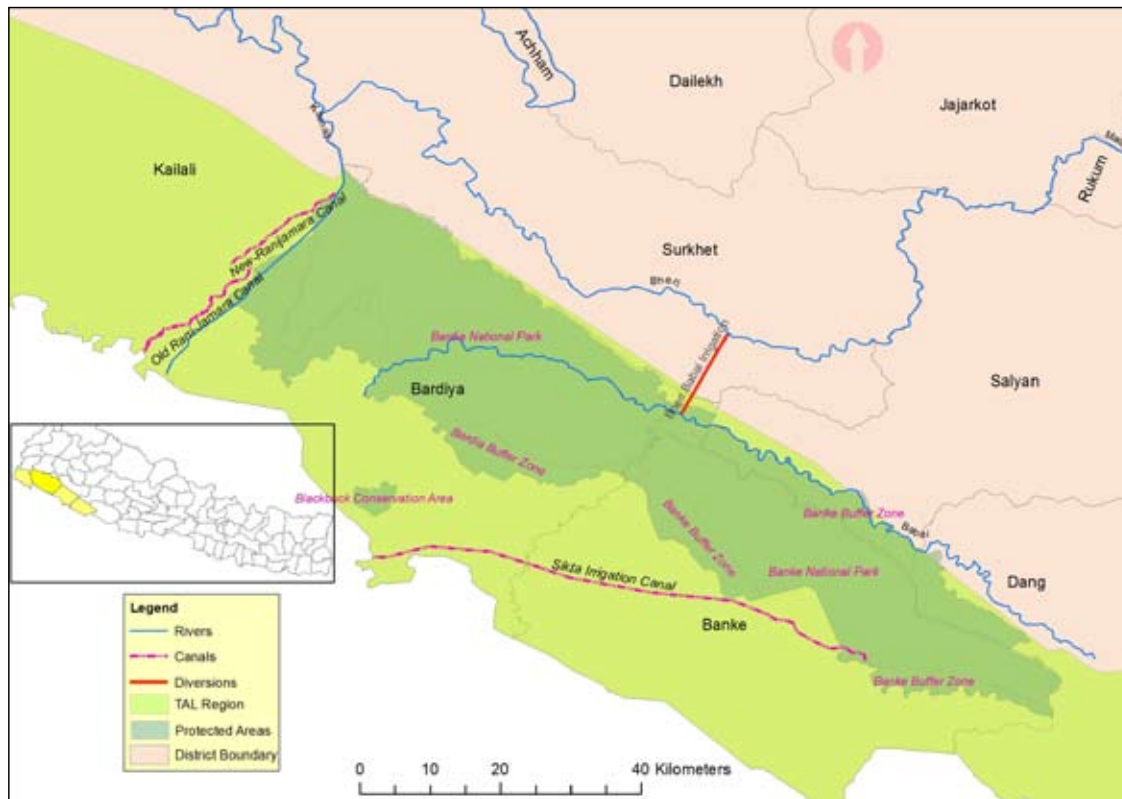 Achham
Dailekh
Jajarkot
Rukum
Kailali
New-Ranijamara Canal
Old Rani Jamara Canal
Surkhet
Bheri
Banke National Park
Bardiya
Salyan
Bardia Buffer Zone
Blackbuck Conservation Area
Banke Buffer Zone
Banke Buffer Zone
Babai
Banke National Park
Dang
Sikta Irrigation Canal
Banke
Banke Buffer Zone
Legend
Rivers
Canals
Diversions
TAL Region
Protected Areas
District Boundary
0 10 20 40 Kilometers